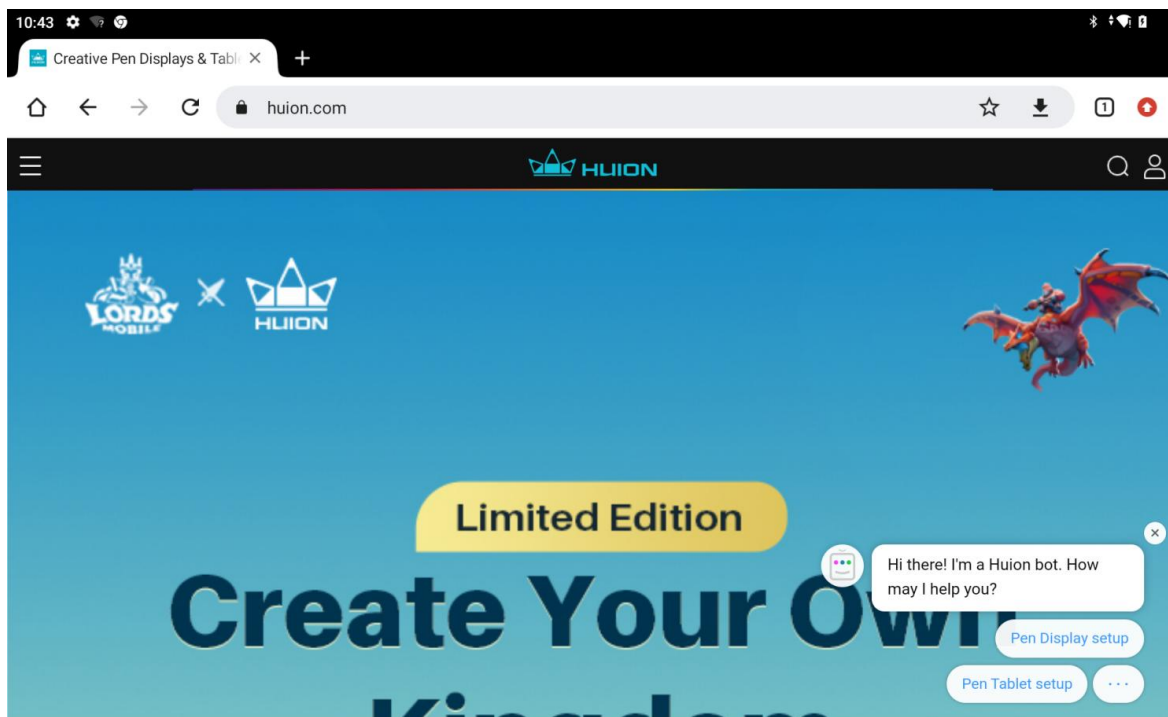 10:43
Creative Pen Displays & Tabl
huion.com
1
HUION
LORDS
MOBILE
HUION
Limited Edition
Create Your Own
Kingdom
Hi there! I'm a Huion bot. How
may I help you?
Pen Display setup
Pen Tablet setup